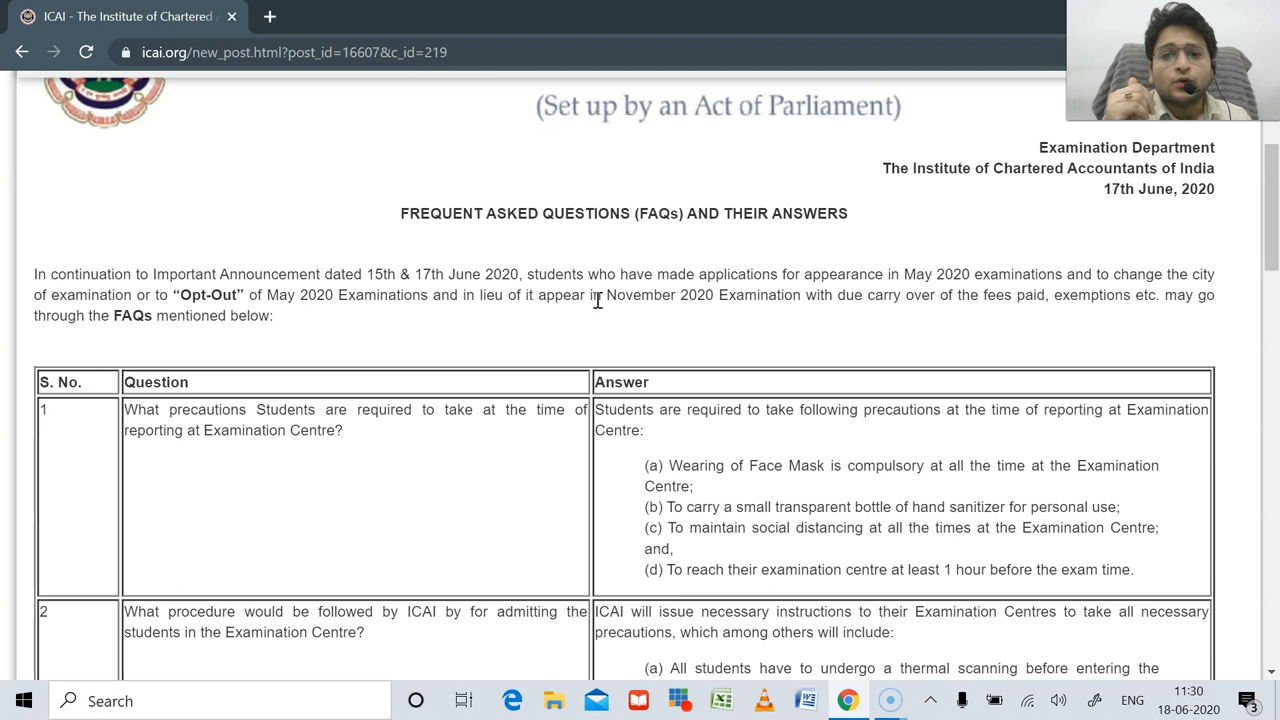 ICAI - The Institute of Chartered A
icai.org/new_post.html?post_id=16607&c_id=219
(Set up by an Act of Parliament)
Examination Department
The Institute of Chartered Accountants of India
17th June, 2020
FREQUENT ASKED QUESTIONS (FAQs) AND THEIR ANSWERS
In continuation to Important Announcement dated 15th & 17th June 2020, students who have made applications for appearance in May 2020 examinations and to change the city
of examination or to “Opt-Out” of May 2020 Examinations and in lieu of it appear in November 2020 Examination with due carry over of the fees paid, exemptions etc. may go
through the FAQs mentioned below:
S. No. Question Answer
1 What precautions Students are required to take at the time of
reporting at Examination Centre?
Students are required to take following precautions at the time of reporting at Examination
Centre:
(a) Wearing of Face Mask is compulsory at all the time at the Examination
Centre;
(b) To carry a small transparent bottle of hand sanitizer for personal use;
(c) To maintain social distancing at all the times at the Examination Centre;
and,
(d) To reach their examination centre at least 1 hour before the exam time.
2 What procedure would be followed by ICAI by for admitting the
students in the Examination Centre?
ICAI will issue necessary instructions to their Examination Centres to take all necessary
precautions, which among others will include:
(a) All students have to undergo a thermal scanning before entering the
Search
ENG
11:30
18-06-2020
3